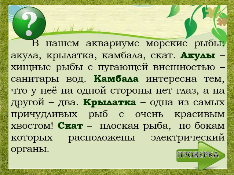 В нашем аквариуме морские рыбы:
акула, крылатка, камбала, скат. Акулы –
хищные рыбы с пугающей внешностью –
санитары вод. Камбала интересна тем,
что у неё на одной стороны нет глаз, а на
другой – два. Крылатка – одна из самых
причудливых рыб с очень красивым
хвостом! Скат – плоская рыба, по бокам
которых расположены электрический
органы.